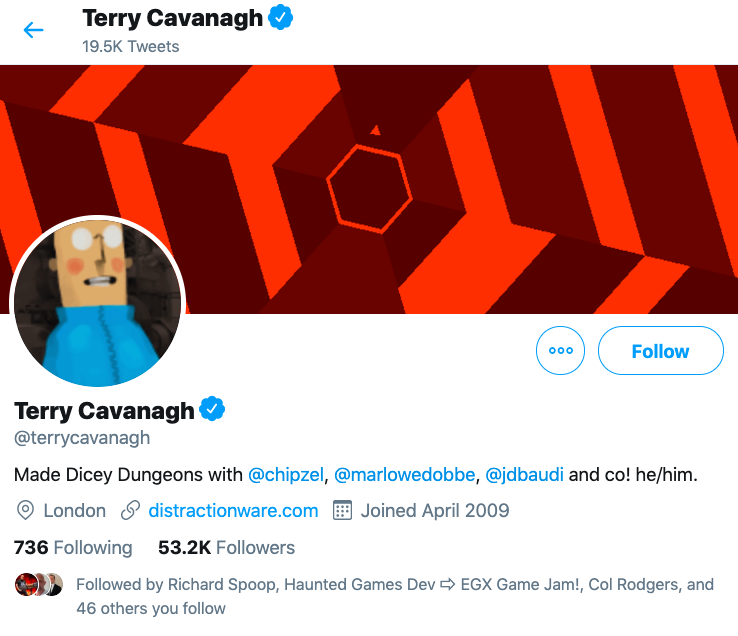 Terry Cavanagh
19.5K Tweets
Follow
Terry Cavanagh
@terrycavanagh
Made Dicey Dungeons with @chipzel, @marlowedobbe, @jdbaudi and co! he/him.
London distractionware.com Joined April 2009
736 Following 53.2K Followers
Followed by Richard Spoop, Haunted Games Dev ⇨ EGX Game Jam!, Col Rodgers, and
46 others you follow